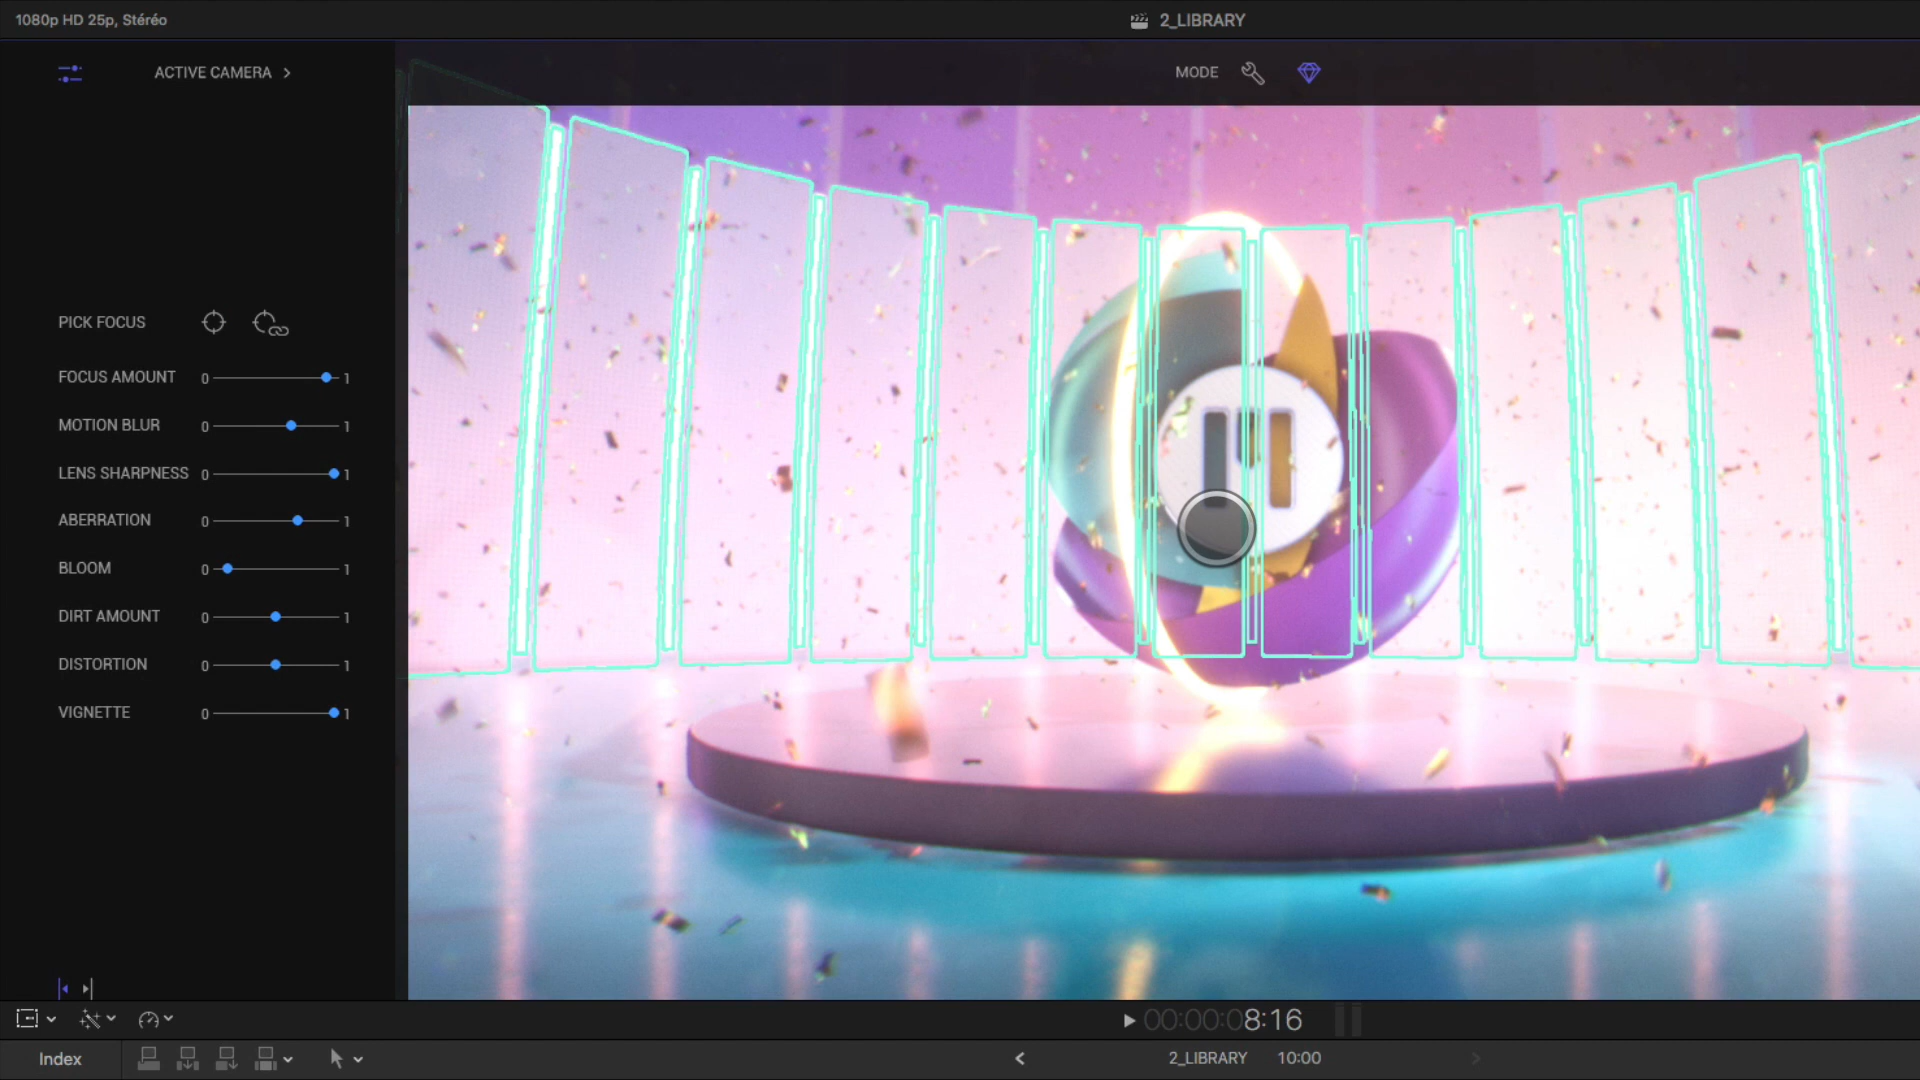 1080p HD 25p, Stéréo
2_LIBRARY
ACTIVE CAMERA
MODE
PICK FOCUS
FOCUS AMOUNT 0 1
MOTION BLUR 0 1
LENS SHARPNESS 0 1
ABERRATION 0 1
BLOOM 0 1
DIRT AMOUNT 0 1
DISTORTION 0 1
VIGNETTE 0 1
00:00:08:16
Index
2_LIBRARY 10:00